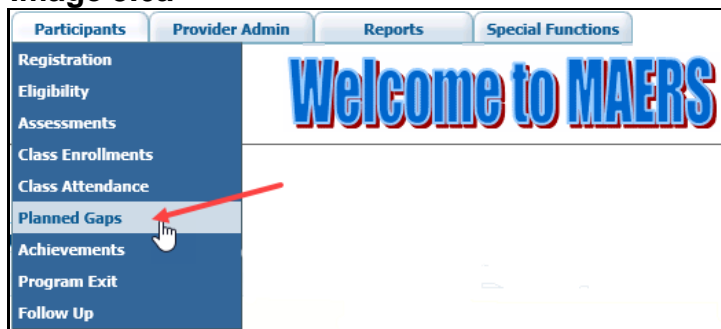 Participants Provider Admin Reports Special Functions
Registration
Eligibility
Assessments
Class Enrollments
Class Attendance
Planned Gaps
Achievements
Program Exit
Follow Up
Welcome to MAERS